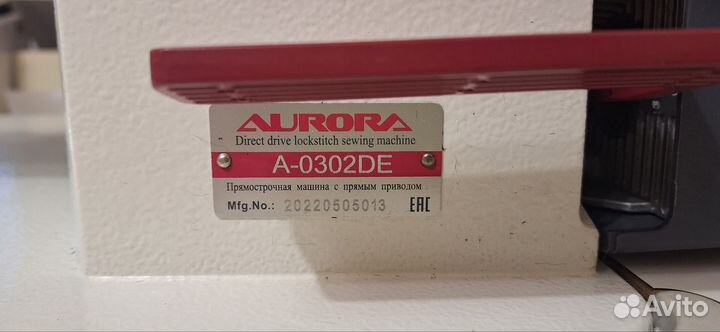 AURORA
Direct drive lockstitch sewing machine
A-0302DE
Прямострочная машина с прямым приводом
Mfg.No.: 20220505013 EAC
Avito